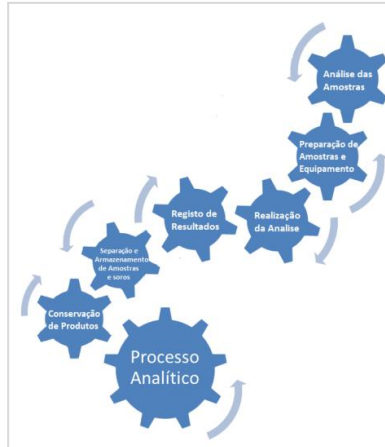 Análise das
Amostras
Preparação de
Amostras e
Equipamento
Realização
da Analise
Registo de
Resultados
Separação e
Armazenamento
de Amostras
e soros
Conservação
de Produtos
Processo
Analítico